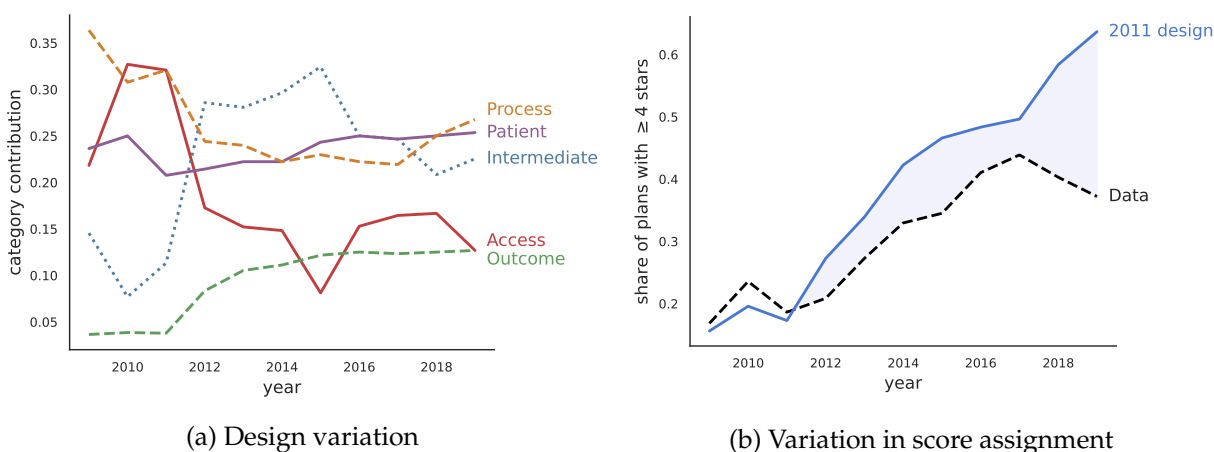 category contribution
0.35
0.30
0.25
0.20
0.15
0.10
0.05
2010 2012 2014 2016 2018
year
Process
Patient
Intermediate
Access
Outcome
(a) Design variation
share of plans with ≥ 4 stars
0.6
0.5
0.4
0.3
0.2
2010 2012 2014 2016 2018
year
2011 design
Data
(b) Variation in score assignment